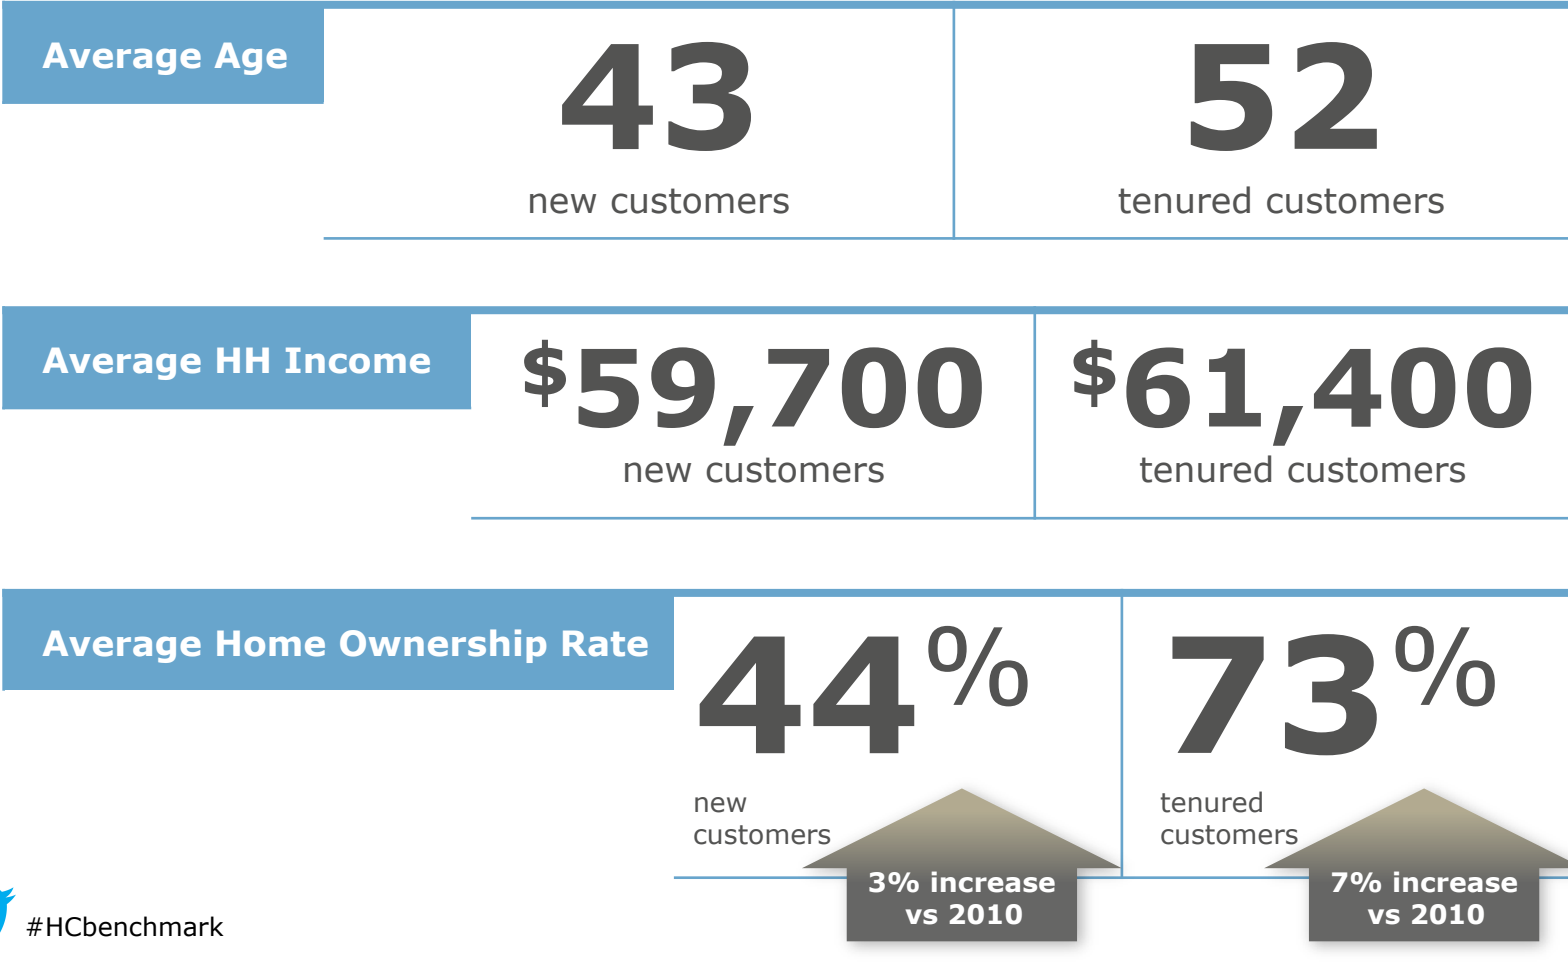 Average Age
43
new customers
52
tenured customers
Average HH Income
$59,700
new customers
$61,400
tenured customers
Average Home Ownership Rate
44%
new
customers
3% increase
vs 2010
73%
tenured
customers
7% increase
vs 2010
#HCbenchmark